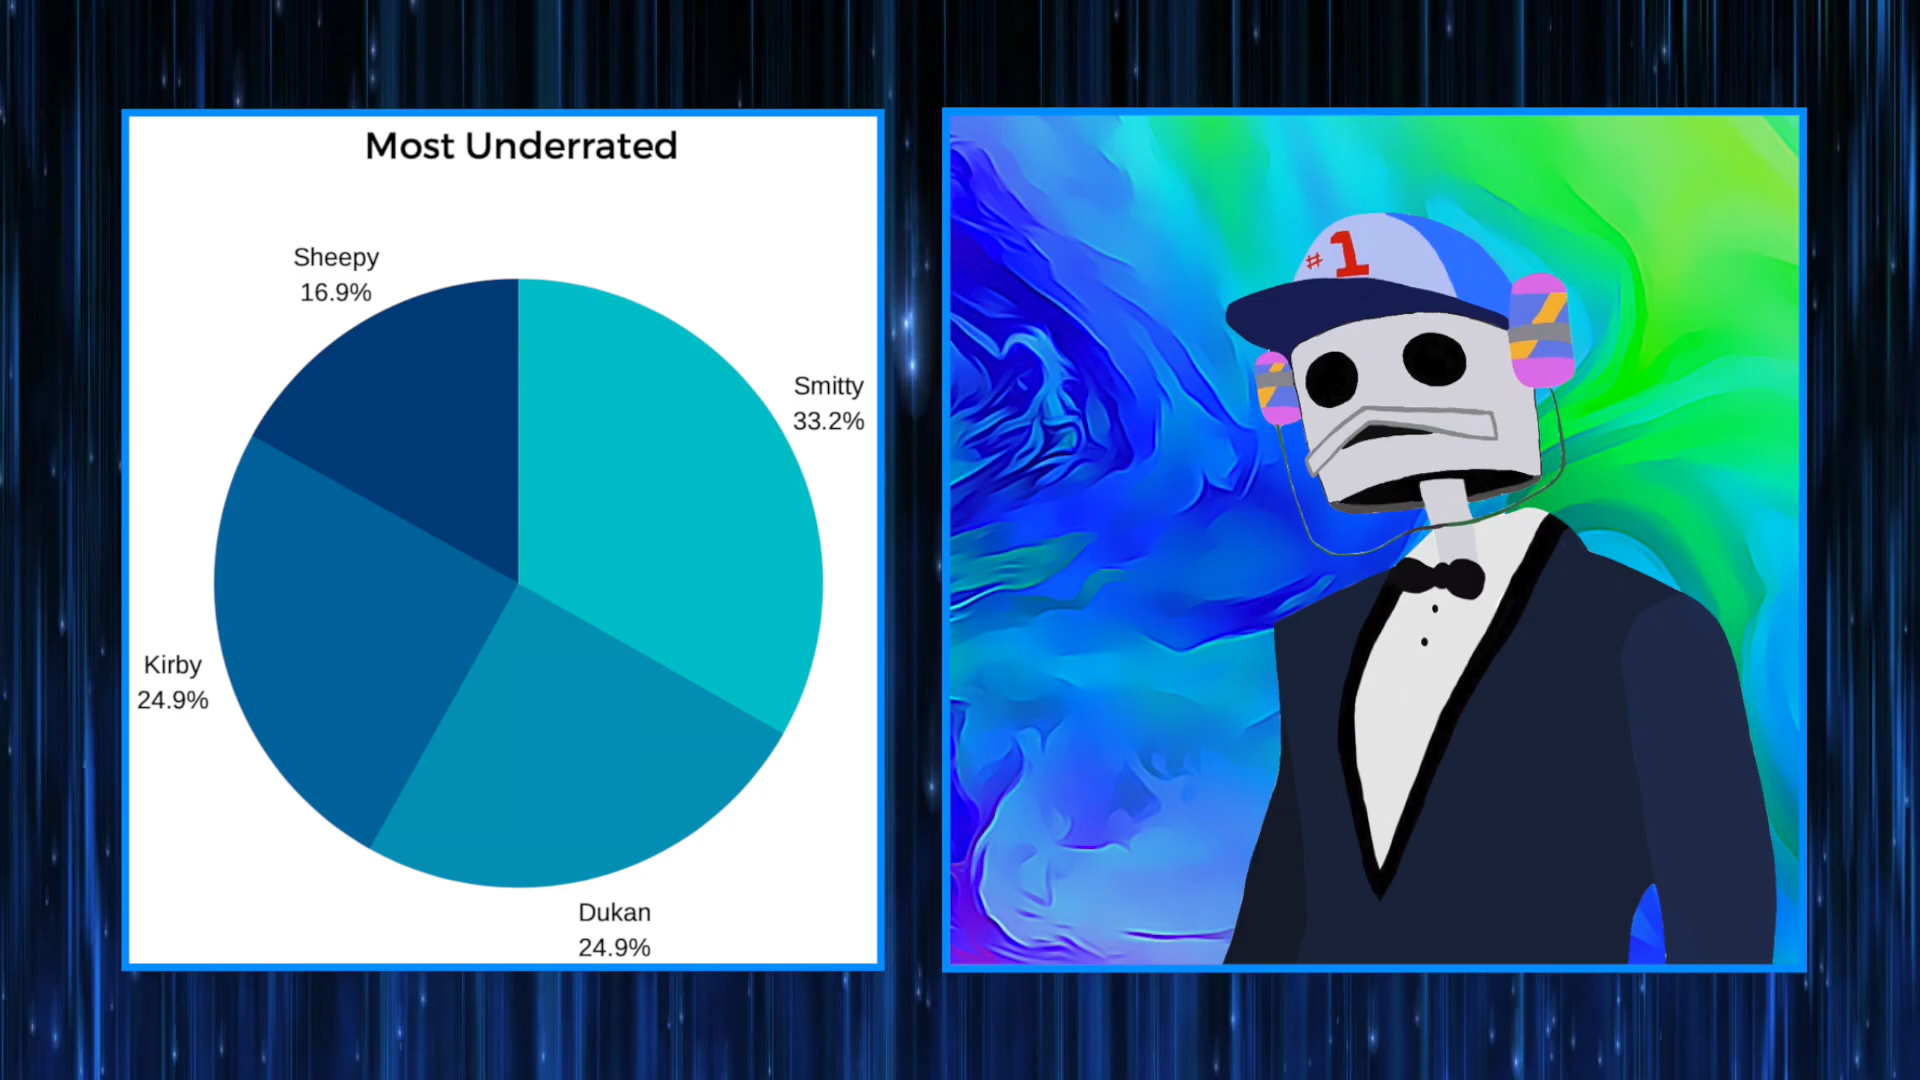 Most Underrated
Sheepy
16.9%
Smitty
33.2%
Kirby
24.9%
Dukan
24.9%
#1